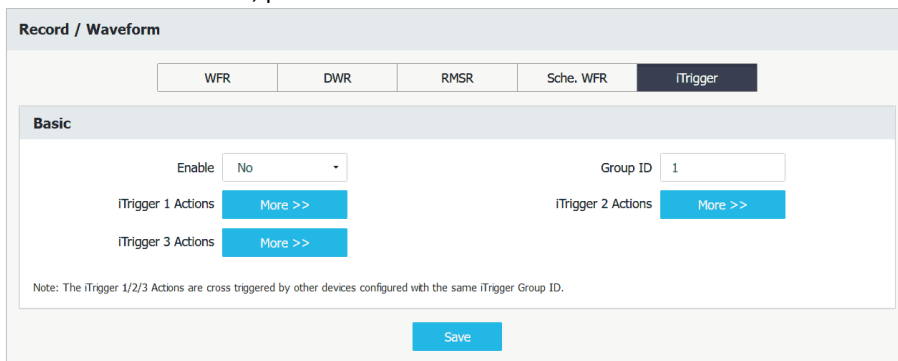 Record / Waveform
WFR DWR RMSR Sche. WFR iTrigger
Basic
Enable No Group ID 1
iTrigger 1 Actions More >> iTrigger 2 Actions More >>
iTrigger 3 Actions More >>
Note: The iTrigger 1/2/3 Actions are cross triggered by other devices configured with the same iTrigger Group ID.
Save